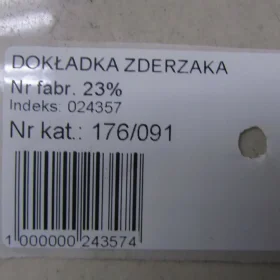 DOKŁADKA ZDERZAKA
Nr fabr. 23%
Indeks: 024357
Nr kat.: 176/091
1 000000 243574